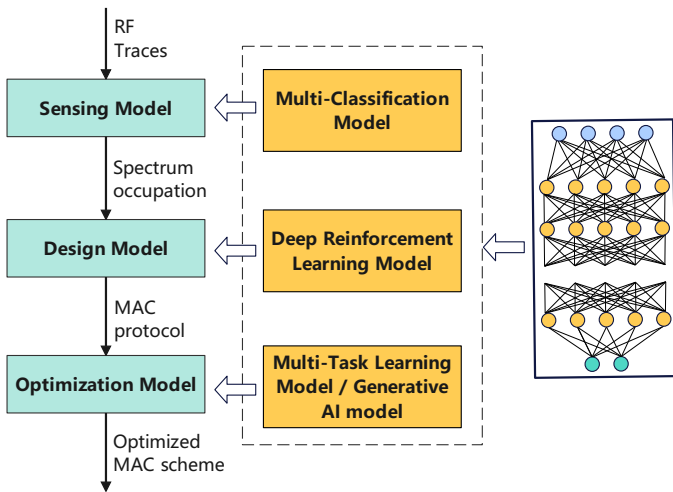 RF
Traces
Sensing Model
Multi-Classification
Model
Spectrum
occupation
Design Model
Deep Reinforcement
Learning Model
MAC
protocol
Optimization Model
Multi-Task Learning
Model / Generative
AI model
Optimized
MAC scheme